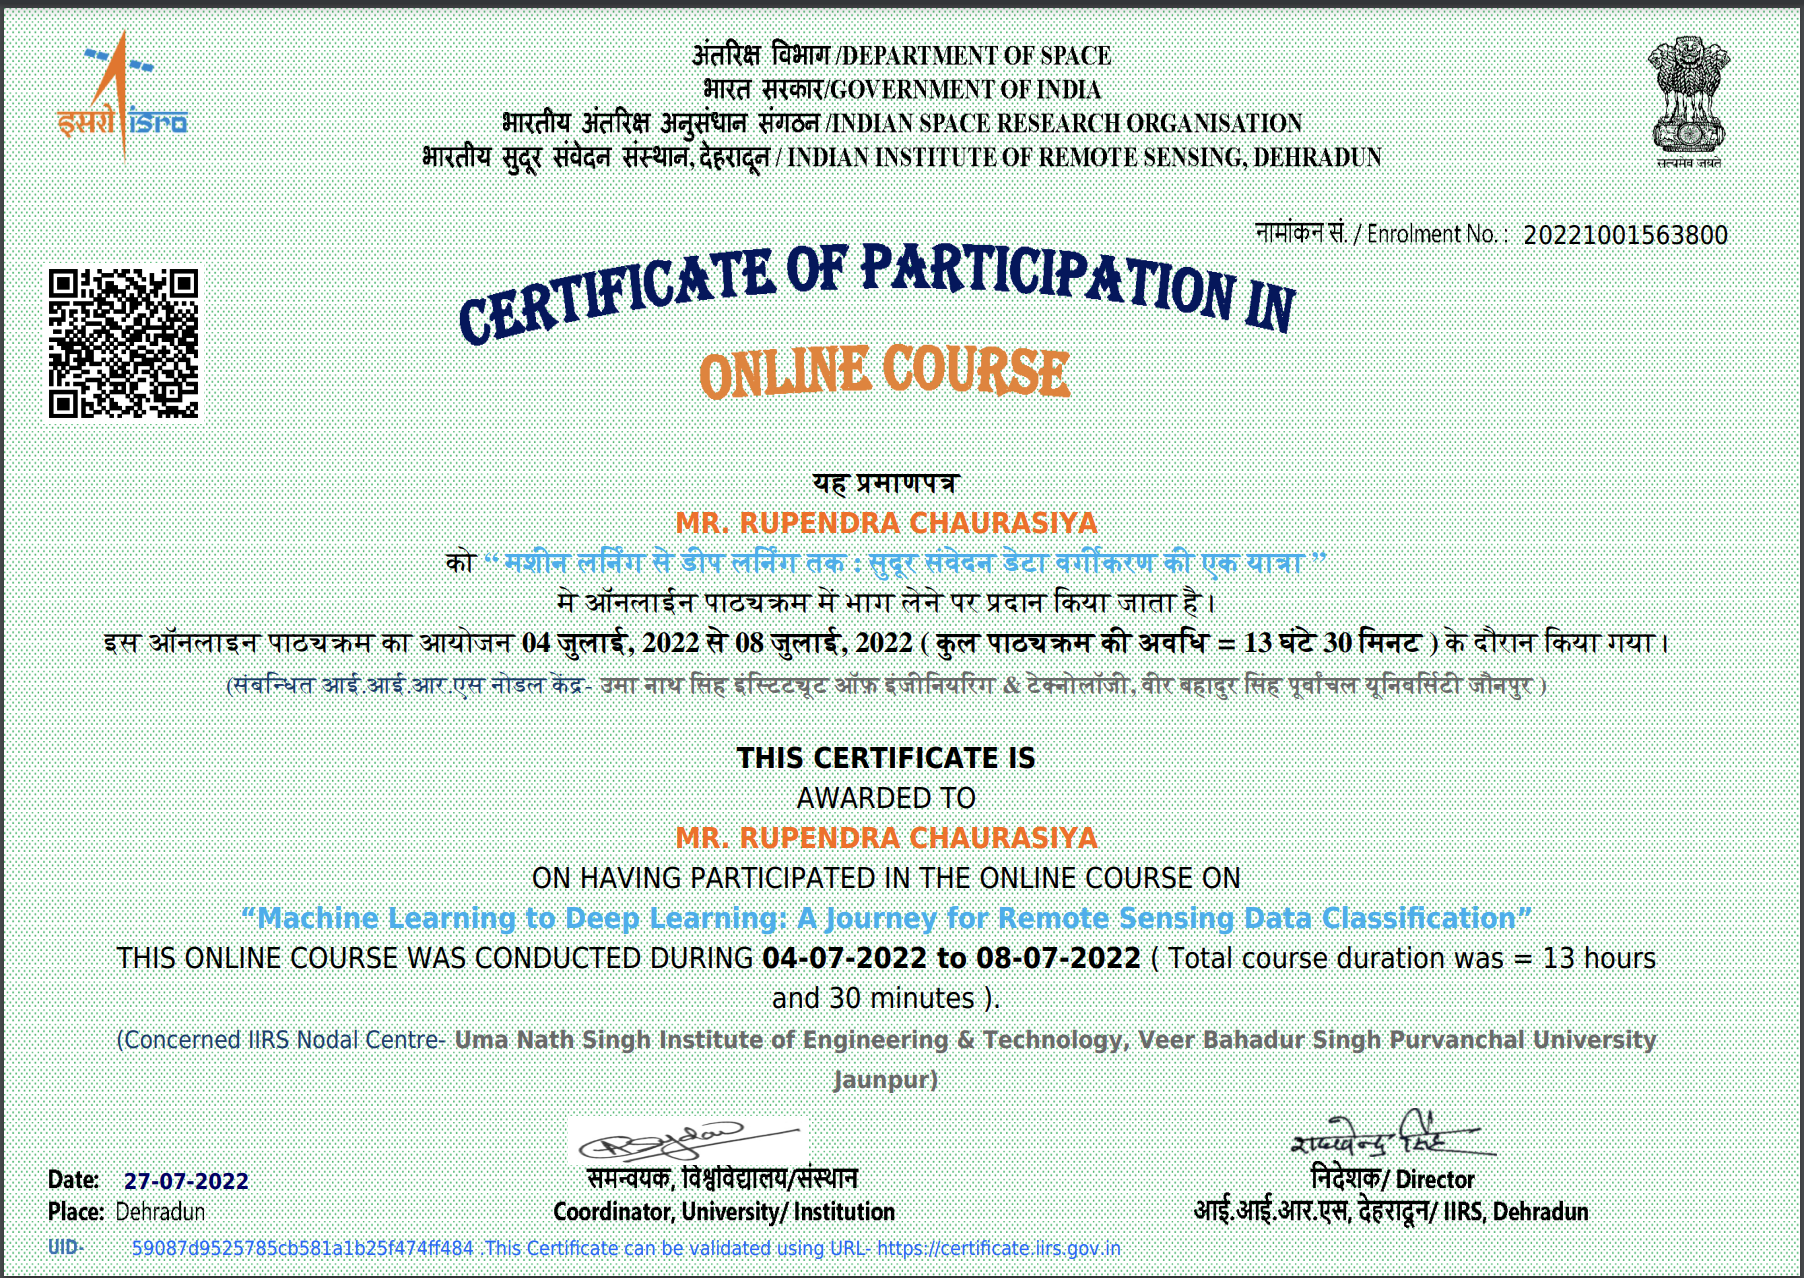 इसरो isro
अंतरिक्ष विभाग /DEPARTMENT OF SPACE
भारत सरकार/GOVERNMENT OF INDIA
भारतीय अंतरिक्ष अनुसंधान संगठन /INDIAN SPACE RESEARCH ORGANISATION
भारतीय सुदूर संवेदन संस्थान, देहरादून / INDIAN INSTITUTE OF REMOTE SENSING, DEHRADUN
सत्यमेव जयते
नामांकन सं. / Enrolment No. : 20221001563800
CERTIFICATE OF PARTICIPATION IN
ONLINE COURSE
यह प्रमाणपत्र
MR. RUPENDRA CHAURASIYA
को “ मशीन लर्निंग से डीप लर्निंग तक : सुदूर संवेदन डेटा वर्गीकरण की एक यात्रा ”
मे ऑनलाईन पाठ्यक्रम में भाग लेने पर प्रदान किया जाता है।
इस ऑनलाइन पाठ्यक्रम का आयोजन 04 जुलाई, 2022 से 08 जुलाई, 2022 ( कुल पाठ्यक्रम की अवधि = 13 घंटे 30 मिनट ) के दौरान किया गया।
(संबन्धित आई.आई.आर.एस नोडल केंद्र- उमा नाथ सिंह इंस्टिट्यूट ऑफ़ इंजीनियरिंग & टेक्नोलॉजी, वीर बहादुर सिंह पूर्वांचल यूनिवर्सिटी जौनपुर )
THIS CERTIFICATE IS
AWARDED TO
MR. RUPENDRA CHAURASIYA
ON HAVING PARTICIPATED IN THE ONLINE COURSE ON
“Machine Learning to Deep Learning: A Journey for Remote Sensing Data Classification”
THIS ONLINE COURSE WAS CONDUCTED DURING 04-07-2022 to 08-07-2022 ( Total course duration was = 13 hours
and 30 minutes ).
(Concerned IIRS Nodal Centre- Uma Nath Singh Institute of Engineering & Technology, Veer Bahadur Singh Purvanchal University
Jaunpur)
Date: 27-07-2022
Place: Dehradun
समन्वयक, विश्वविद्यालय/संस्थान
Coordinator, University/ Institution
निदेशक/ Director
आई.आई.आर.एस, देहरादून/ IIRS, Dehradun
UID- 59087d9525785cb581a1b25f474ff484 .This Certificate can be validated using URL- https://certificate.iirs.gov.in